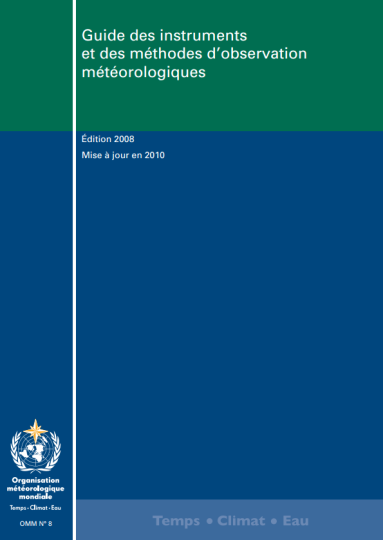 Guide des instruments
et des méthodes d'observation
météorologiques
Édition 2008
Mise à jour en 2010
Organisation
météorologique
mondiale
Temps • Climat • Eau
OMM N° 8
Temps • Climat • Eau